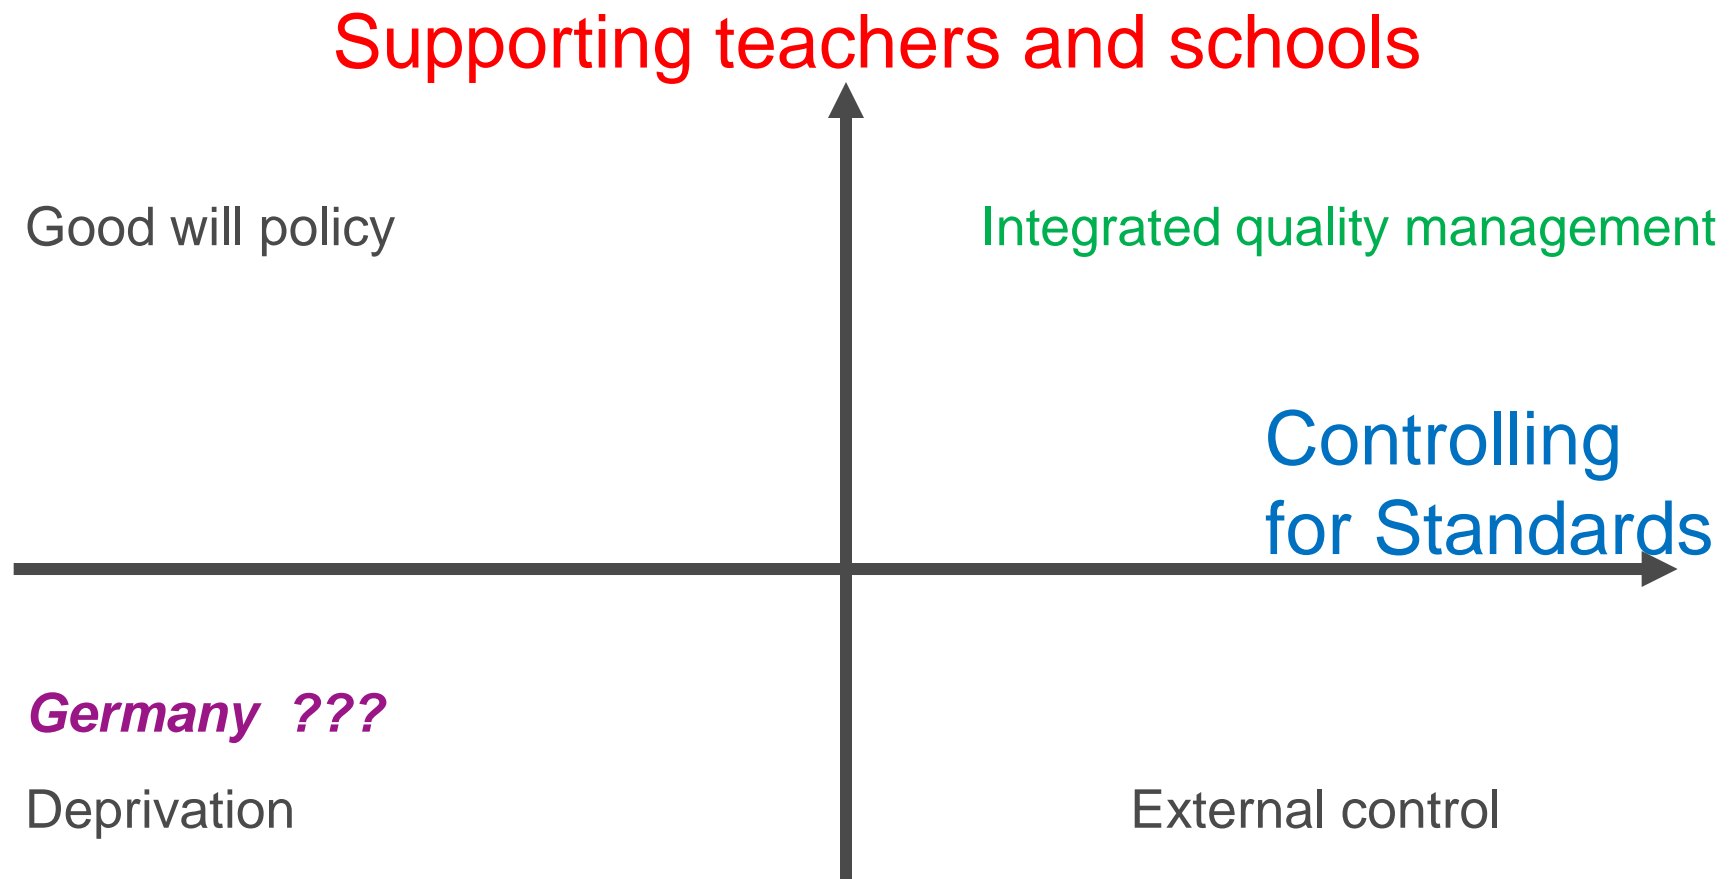 Supporting teachers and schools
Good will policy
Integrated quality management
Controlling
for Standards
Germany ???
Deprivation
External control